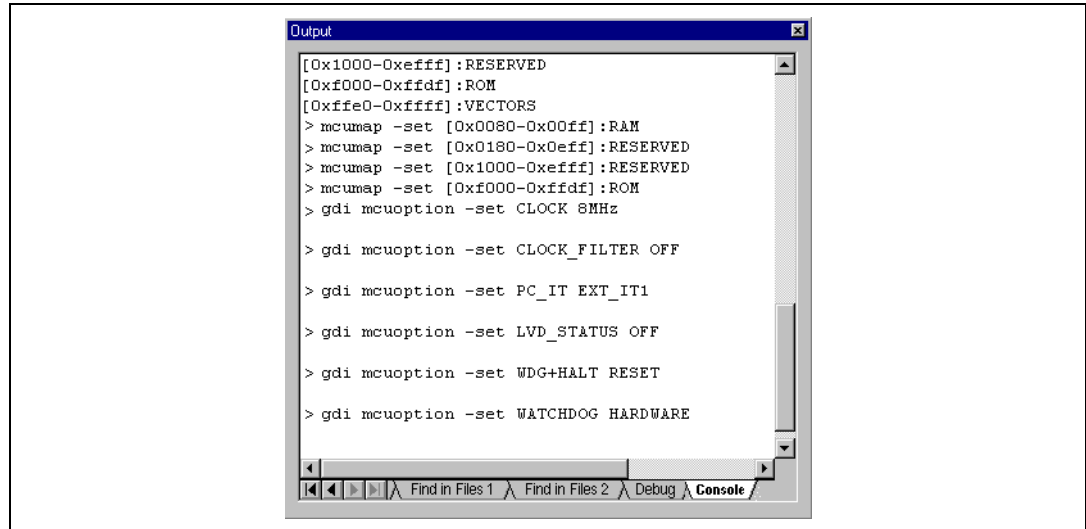 Output
[0x1000-0xefff]:RESERVED
[0xf000-0xffdf]:ROM
[0xffe0-0xffff]:VECTORS
> mcumap -set [0x0080-0x00ff]:RAM
> mcumap -set [0x0180-0x0eff]:RESERVED
> mcumap -set [0x1000-0xefff]:RESERVED
> mcumap -set [0xf000-0xffdf]:ROM
> gdi mcuoption -set CLOCK 8MHz
> gdi mcuoption -set CLOCK_FILTER OFF
> gdi mcuoption -set PC_IT EXT_IT1
> gdi mcuoption -set LVD_STATUS OFF
> gdi mcuoption -set WDG+HALT RESET
> gdi mcuoption -set WATCHDOG HARDWARE
Find in Files 1 Find in Files 2 Debug Console